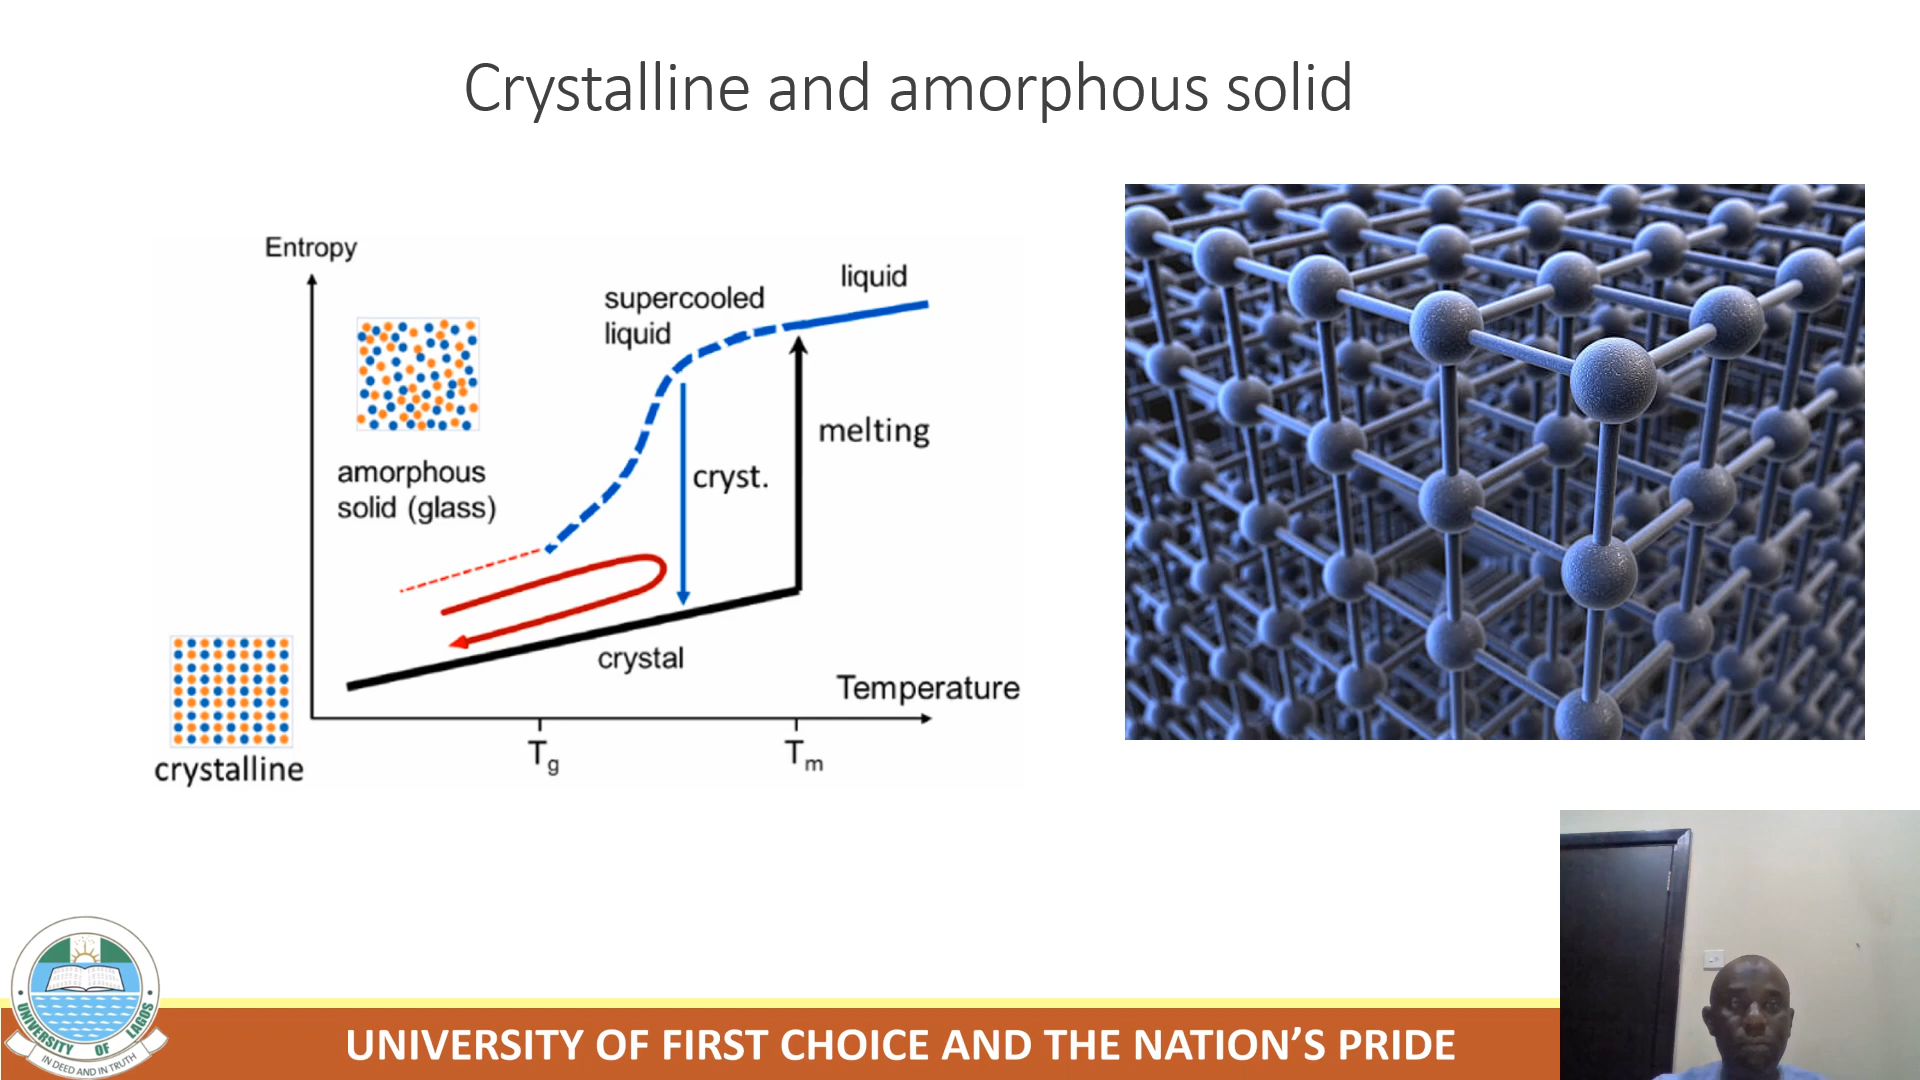 Crystalline and amorphous solid
Entropy
liquid
supercooled
liquid
melting
cryst.
amorphous
solid (glass)
crystal
Temperature
crystalline
Tg
Tm
UNIVERSITY OF LAGOS
IN DEED AND IN TRUTH
UNIVERSITY OF FIRST CHOICE AND THE NATION’S PRIDE